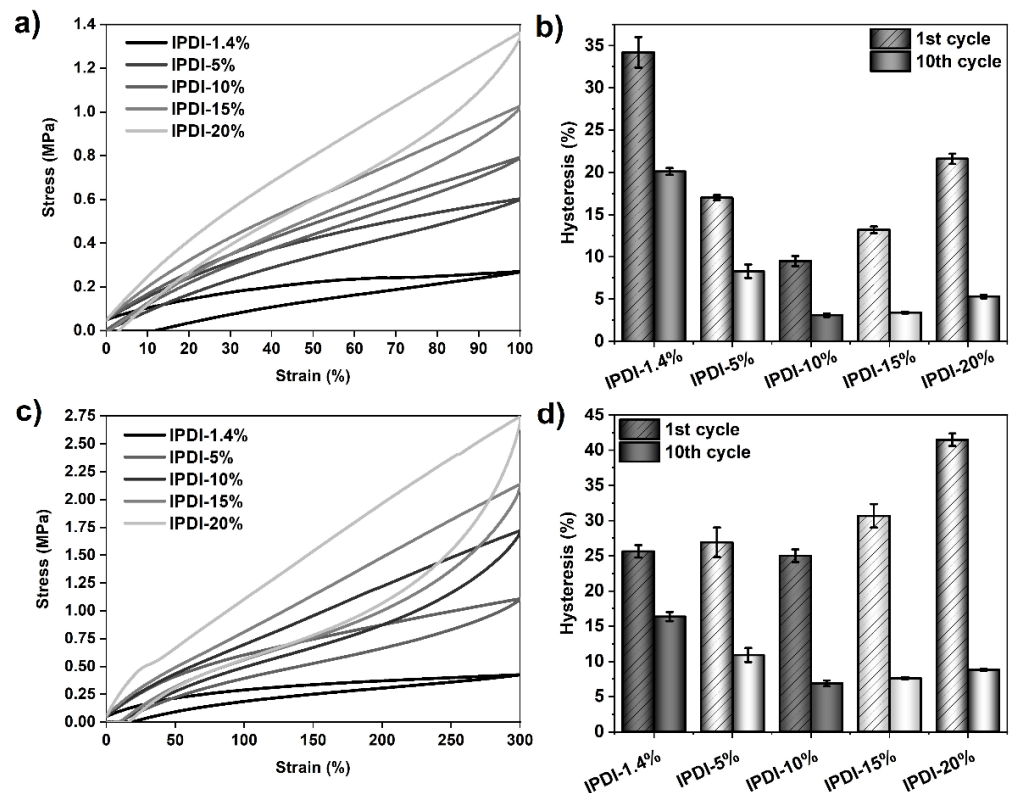 a)
1.4
1.2
1.0
0.8
0.6
0.4
0.2
0.0
Stress (MPa)
IPDI-1.4%
IPDI-5%
IPDI-10%
IPDI-15%
IPDI-20%
0 10 20 30 40 50 60 70 80 90 100
Strain (%)
b)
35
30
25
20
15
10
5
0
Hysteresis (%)
1st cycle
10th cycle
IPDI-1.4% IPDI-5% IPDI-10% IPDI-15% IPDI-20%
c)
2.75
2.50
2.25
2.00
1.75
1.50
1.25
1.00
0.75
0.50
0.25
0.00
Stress (MPa)
IPDI-1.4%
IPDI-5%
IPDI-10%
IPDI-15%
IPDI-20%
0 50 100 150 200 250 300
Strain (%)
d)
45
40
35
30
25
20
15
10
5
0
Hysteresis (%)
1st cycle
10th cycle
IPDI-1.4% IPDI-5% IPDI-10% IPDI-15% IPDI-20%